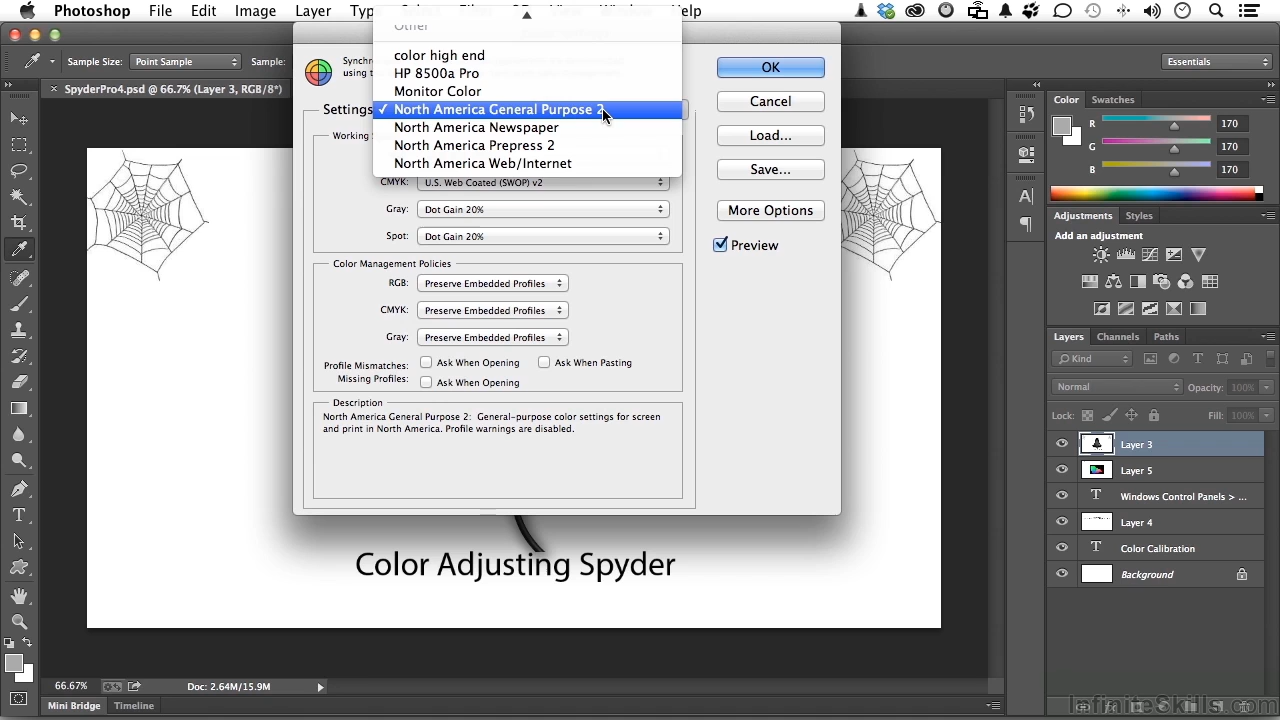 Photoshop File Edit Image Layer
Other
color high end
HP 8500a Pro
Monitor Color
✓ North America General Purpose 2
North America Newspaper
North America Prepress 2
North America Web/Internet
Sample Size: Point Sample Sample:
Essentials
SpyderPro4.psd @ 66.7% (Layer 3, RGB/8*)
Settings
CMYK: U.S. Web Coated (SWOP) v2
Gray: Dot Gain 20%
Spot: Dot Gain 20%
Color Management Policies
RGB: Preserve Embedded Profiles
CMYK: Preserve Embedded Profiles
Gray: Preserve Embedded Profiles
Profile Mismatches: Ask When Opening Ask When Pasting
Missing Profiles: Ask When Opening
Description
North America General Purpose 2: General-purpose color settings for screen
and print in North America. Profile warnings are disabled.
OK
Cancel
Load...
Save...
More Options
Preview
Color Adjusting Spyder
Color Swatches
R 170
G 170
B 170
Adjustments Styles
Add an adjustment
Layers Channels Paths
Kind
Normal Opacity: 100%
Lock: Fill: 100%
Layer 3
Layer 5
Windows Control Panels > ...
Layer 4
Color Calibration
Background
66.67% Doc: 2.64M/15.9M
Mini Bridge Timeline
InfiniteSkills.com